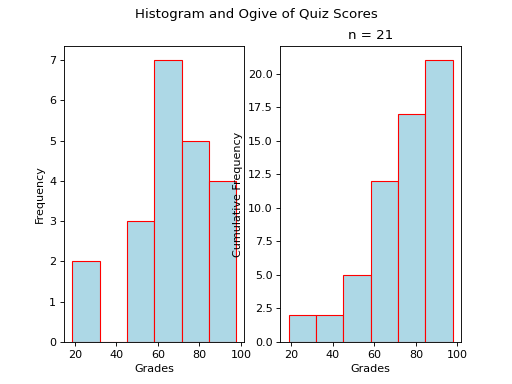 Histogram and Ogive of Quiz Scores
Frequency
7
6
5
4
3
2
1
0
20 40 60 80 100
Grades
n = 21
Cumulative Frequency
20.0
17.5
15.0
12.5
10.0
7.5
5.0
2.5
0.0
20 40 60 80 100
Grades